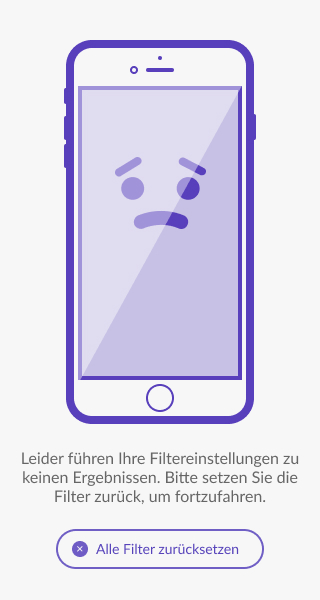 Leider führen Ihre Filtereinstellungen zu
keinen Ergebnissen. Bitte setzen Sie die
Filter zurück, um fortzufahren.
Alle Filter zurücksetzen